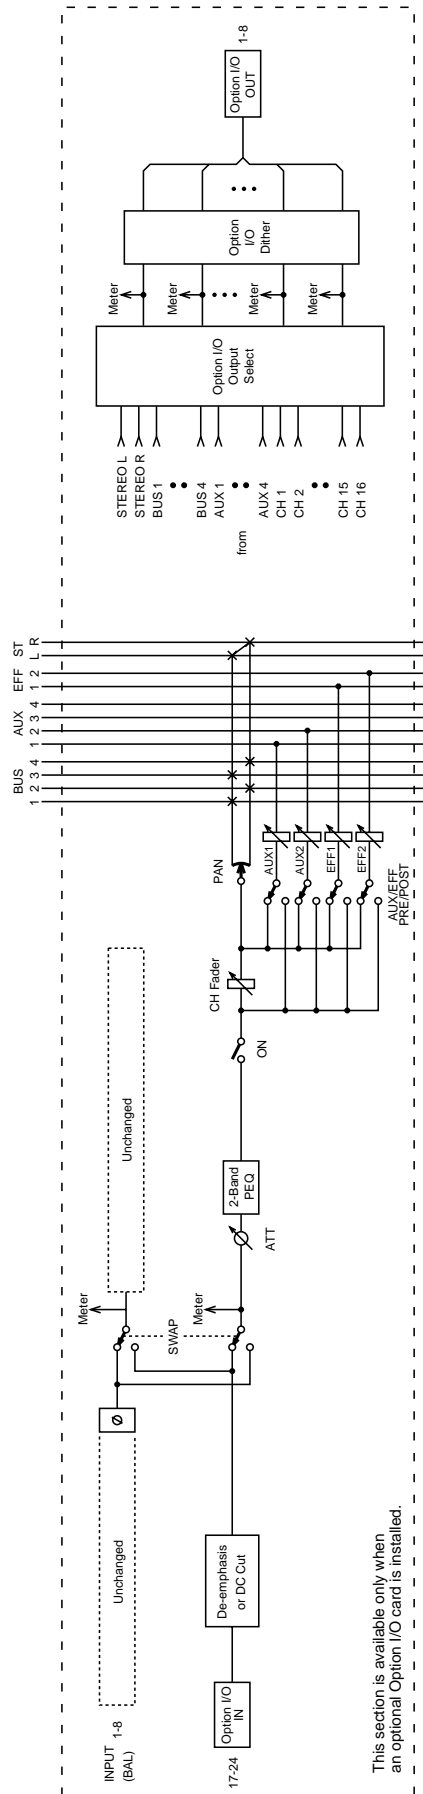 INPUT 1-8
(BAL)
Unchanged
Ø
Meter
Unchanged
SWAP
17-24
Option I/O
IN
De-emphasis
or DC Cut
Meter
ATT
2-Band
PEQ
ON
CH Fader
PAN
AUX1
AUX2
EFF1
EFF2
AUX/EFF
PRE/POST
BUS
1
2
3
4
AUX
1
2
3
4
EFF
1
2
ST
L
R
from
STEREO L
STEREO R
BUS 1
BUS 4
AUX 1
AUX 4
CH 1
CH 2
CH 15
CH 16
Option I/O
Output
Select
Meter
Meter
Meter
Meter
Option
I/O
Dither
Option I/O
OUT
1-8
This section is available only when
an optional Option I/O card is installed.